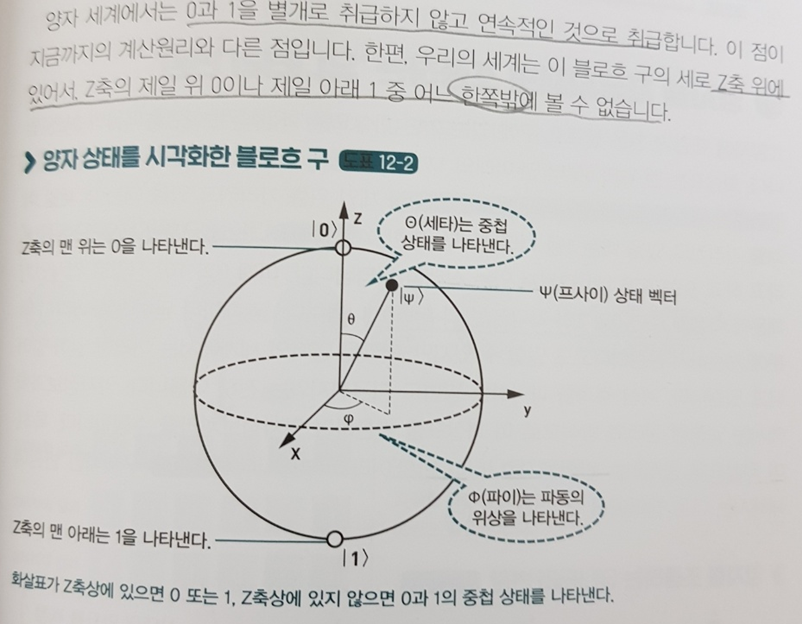 양자 세계에서는 0과 1을 별개로 취급하지 않고 연속적인 것으로 취급합니다. 이 점이
지금까지의 계산원리와 다른 점입니다. 한편, 우리의 세계는 이 블로흐 구의 세로 Z축 위에
있어서, Z축의 제일 위 0이나 제일 아래 1 중 어느 한쪽밖에 볼 수 없습니다.
❯ 양자 상태를 시각화한 블로흐 구 도표 12-2
z
|0⟩
Θ(세타)는 중첩
상태를 나타낸다.
Z축의 맨 위는 0을 나타낸다.
|ψ⟩
Ψ(프사이) 상태 벡터
θ
φ
y
x
Φ(파이)는 파동의
위상을 나타낸다.
Z축의 맨 아래는 1을 나타낸다.
|1⟩
화살표가 Z축상에 있으면 0 또는 1, Z축상에 있지 않으면 0과 1의 중첩 상태를 나타낸다.